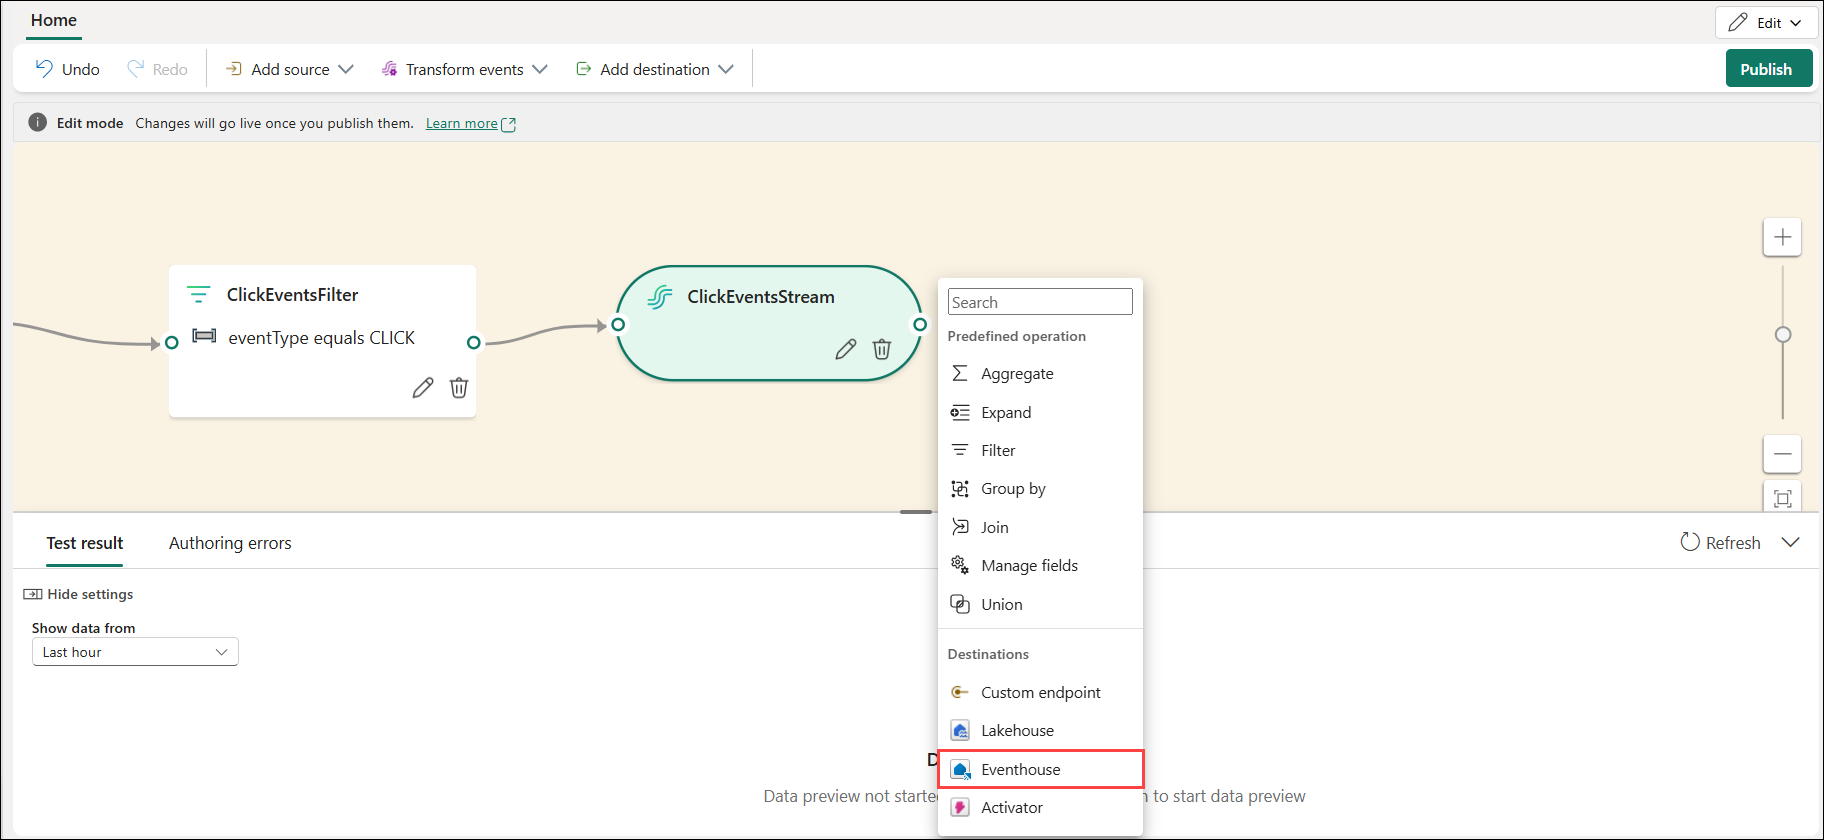 Home
Edit
Undo
Redo
Add source
Transform events
Add destination
Publish
Edit mode Changes will go live once you publish them. Learn more
ClickEventsFilter
eventType equals CLICK
ClickEventsStream
Search
Predefined operation
Aggregate
Expand
Filter
Group by
Join
Manage fields
Union
Destinations
Custom endpoint
Lakehouse
Eventhouse
Activator
Test result
Authoring errors
Refresh
Hide settings
Show data from
Last hour
Data preview not
to start data preview